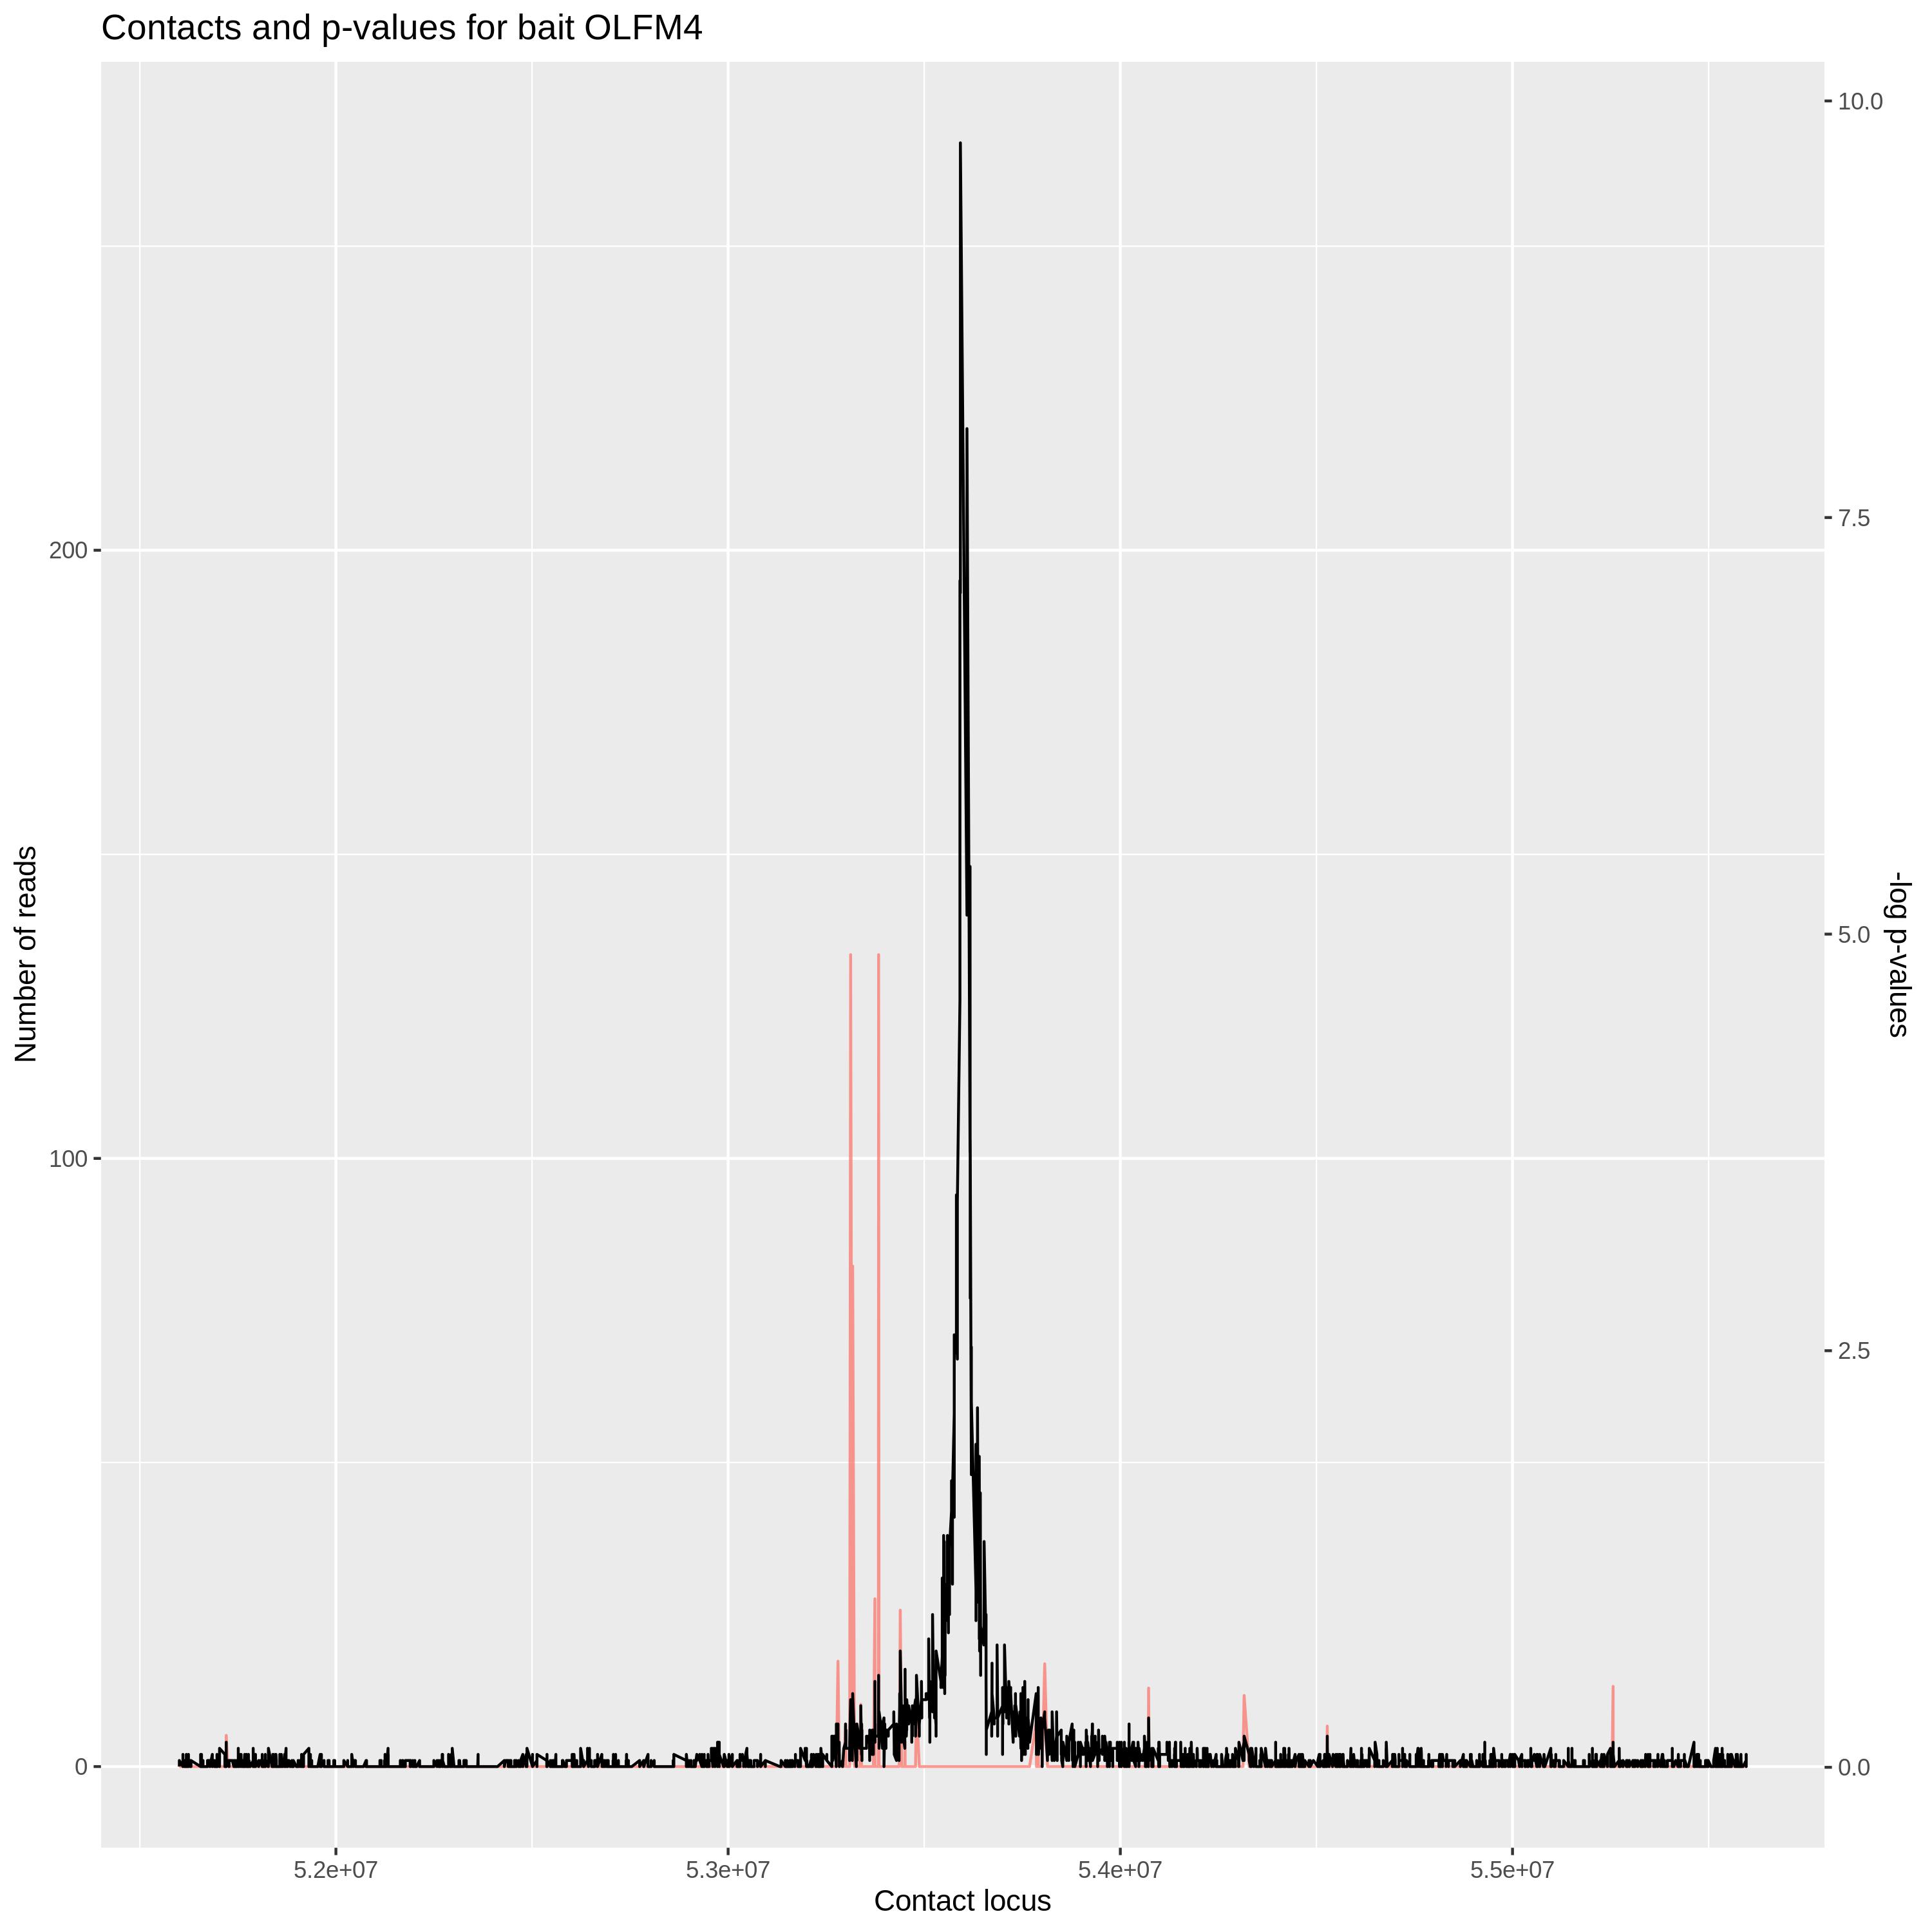 Contacts and p-values for bait OLFM4
10.0
7.5
200
5.0
Number of reads
-log p-values
100
2.5
0
0.0
5.2e+07 5.3e+07 5.4e+07 5.5e+07
Contact locus